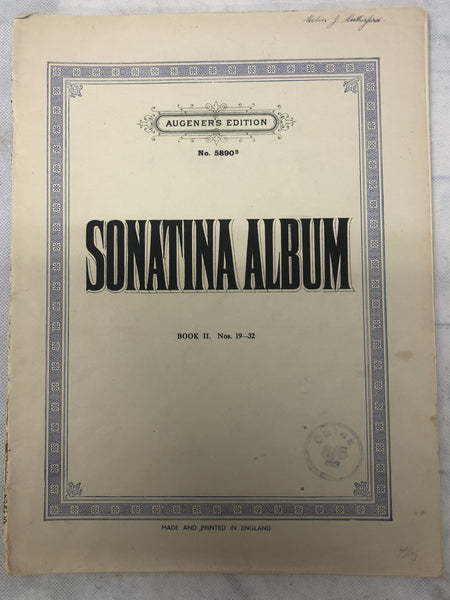 AUGENER'S EDITION
No. 5890B
SONATINA ALBUM
BOOK II. Nos. 19—32
MADE AND PRINTED IN ENGLAND